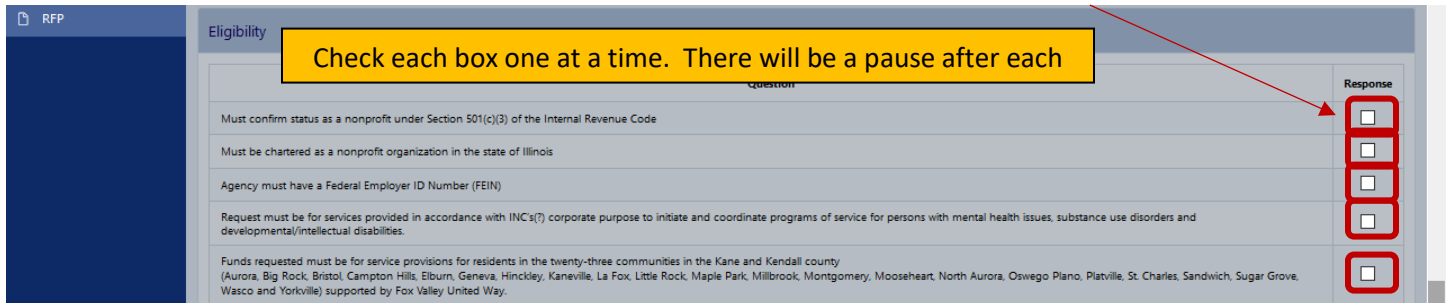 RFP
Eligibility
Check each box one at a time. There will be a pause after each
Question
Response
Must confirm status as a nonprofit under Section 501(c)(3) of the Internal Revenue Code
Must be chartered as a nonprofit organization in the state of Illinois
Agency must have a Federal Employer ID Number (FEIN)
Request must be for services provided in accordance with INC's(?) corporate purpose to initiate and coordinate programs of service for persons with mental health issues, substance use disorders and
developmental/intellectual disabilities.
Funds requested must be for service provisions for residents in the twenty-three communities in the Kane and Kendall county
(Aurora, Big Rock, Bristol, Campton Hills, Elburn, Geneva, Hinckley, Kaneville, La Fox, Little Rock, Maple Park, Millbrook, Montgomery, Mooseheart, North Aurora, Oswego Plano, Platville, St. Charles, Sandwich, Sugar Grove,
Wasco and Yorkville) supported by Fox Valley United Way.